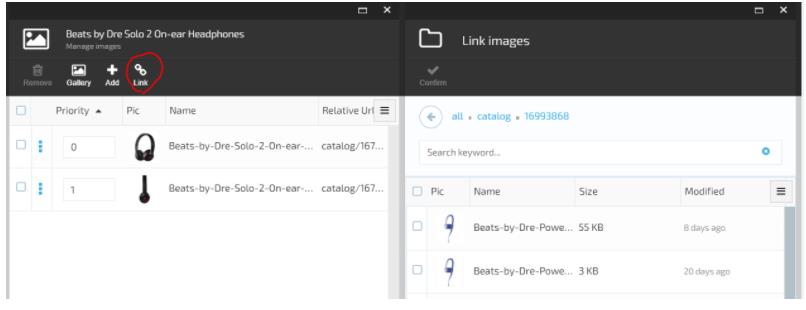 Beats by Dre Solo 2 On-ear Headphones
Manage images
Remove Gallery Add Link
Priority Pic Name Relative Url
0 Beats-by-Dre-Solo-2-On-ear-... catalog/167...
1 Beats-by-Dre-Solo-2-On-ear-... catalog/167...
Link images
Confirm
all catalog 16993868
Search keyword...
Pic Name Size Modified
Beats-by-Dre-Powe... 55 KB 8 days ago
Beats-by-Dre-Powe... 3 KB 20 days ago